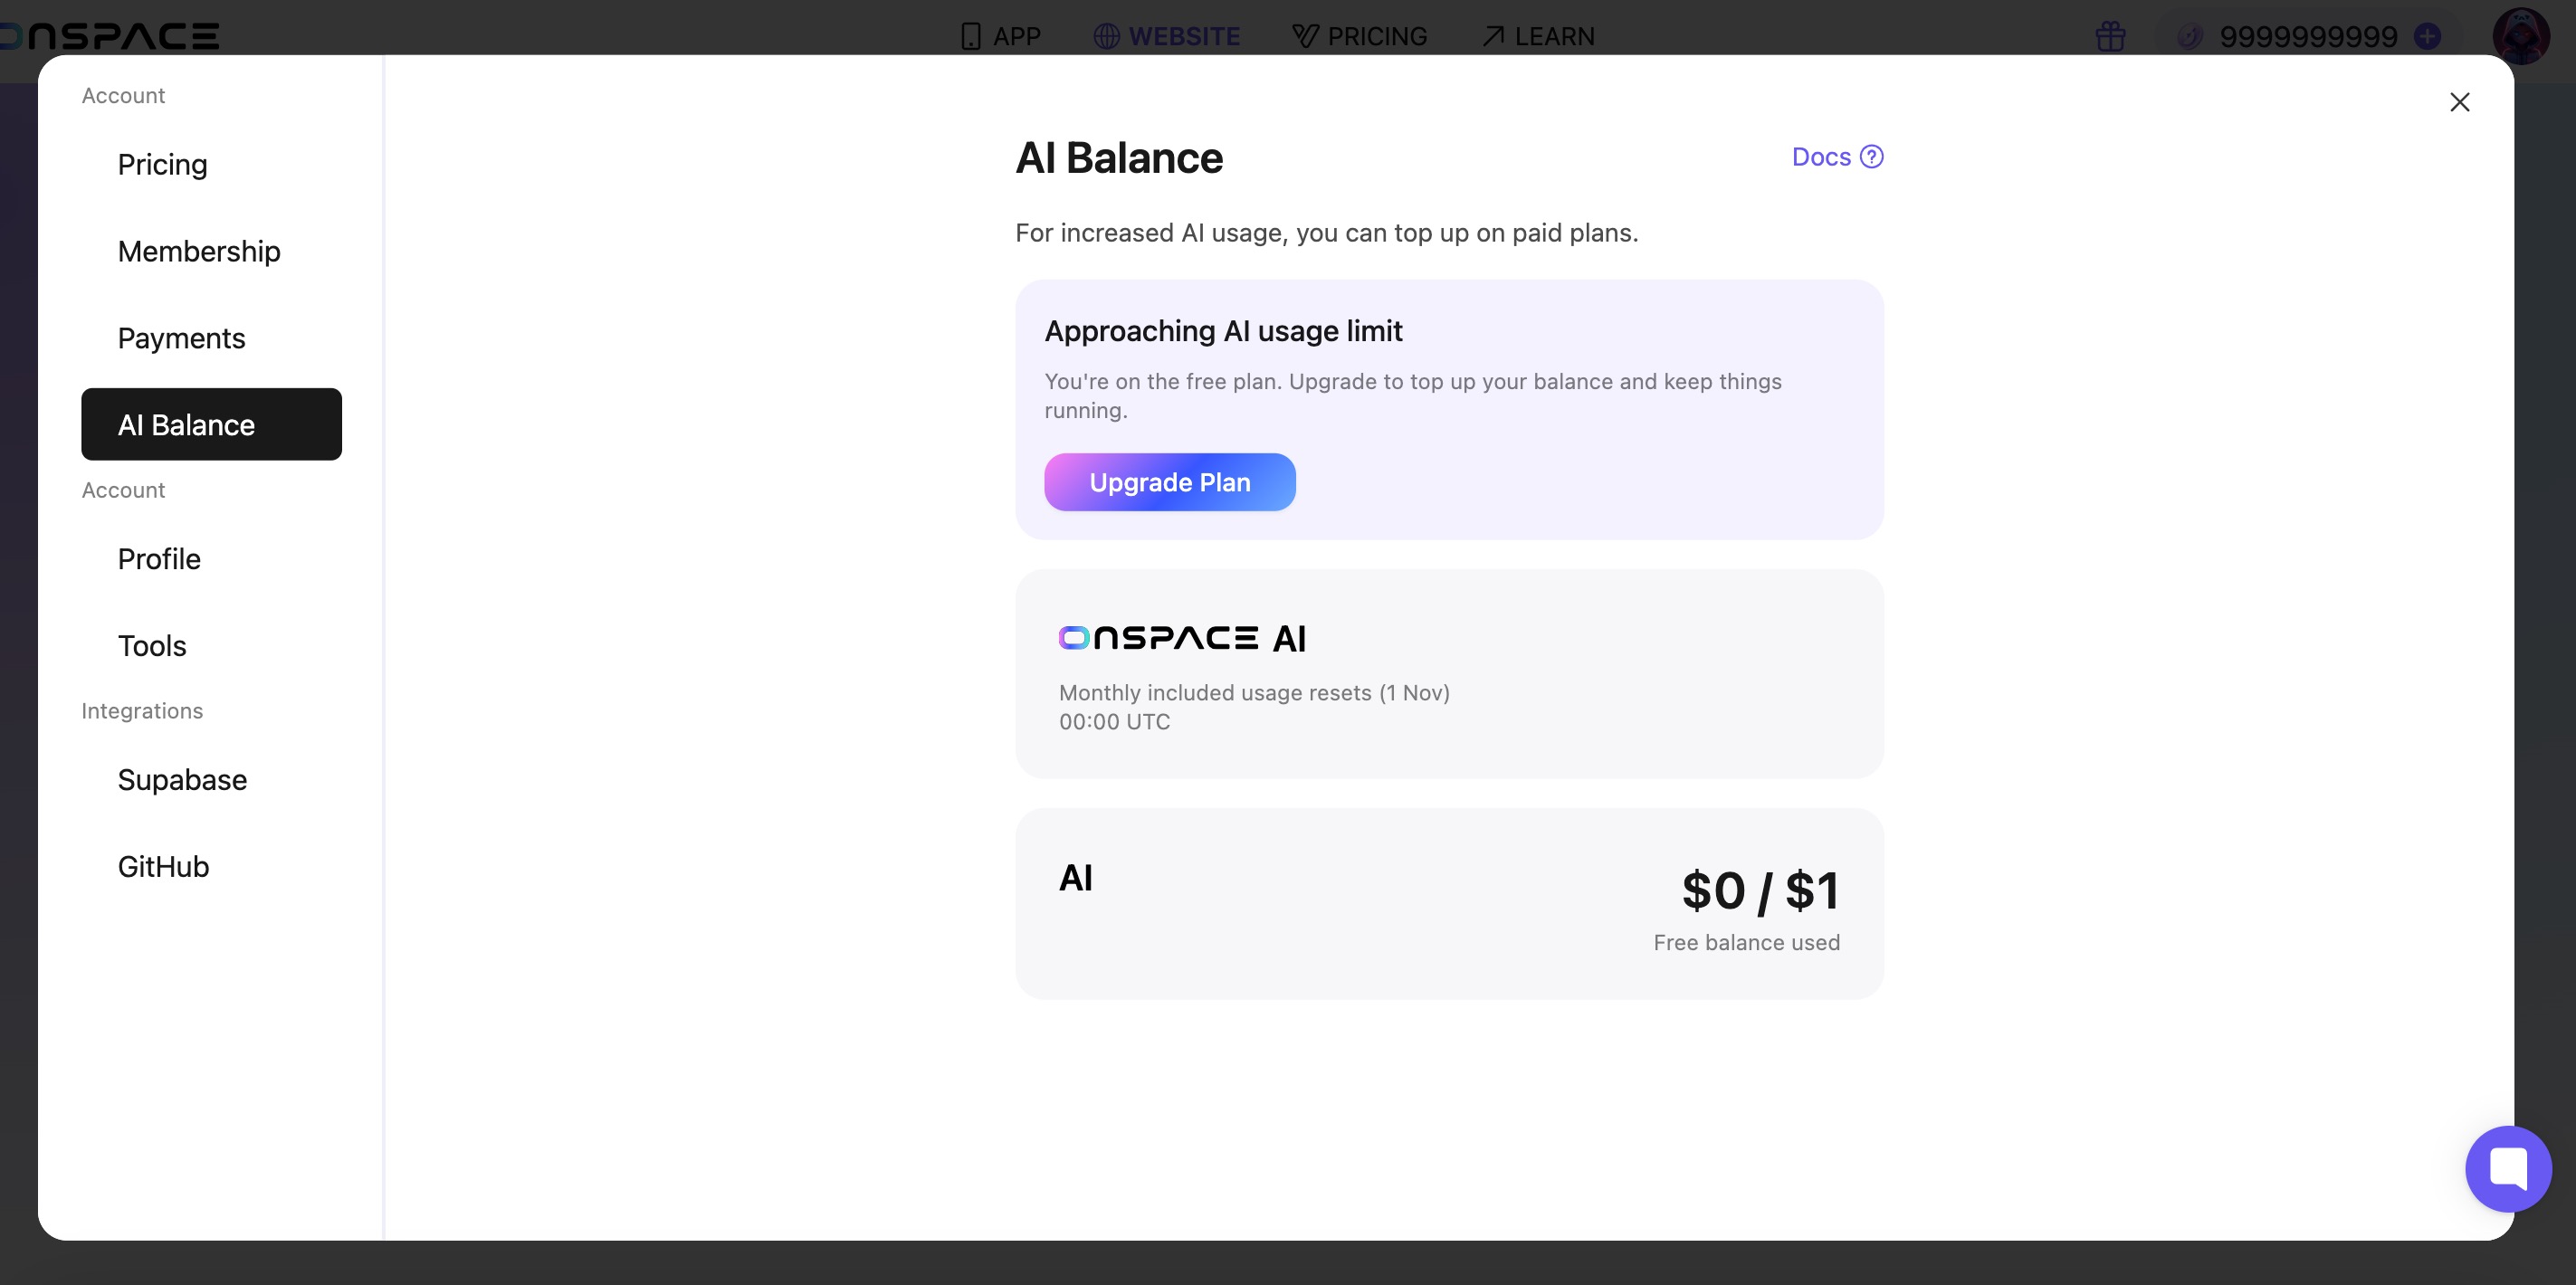 ONSPACE
APP
WEBSITE
PRICING
LEARN
9999999999
Account
Pricing
Membership
Payments
AI Balance
Account
Profile
Tools
Integrations
Supabase
GitHub
AI Balance
Docs
For increased AI usage, you can top up on paid plans.
Approaching AI usage limit
You're on the free plan. Upgrade to top up your balance and keep things
running.
Upgrade Plan
ONSPACE AI
Monthly included usage resets (1 Nov)
00:00 UTC
AI
$0 / $1
Free balance used